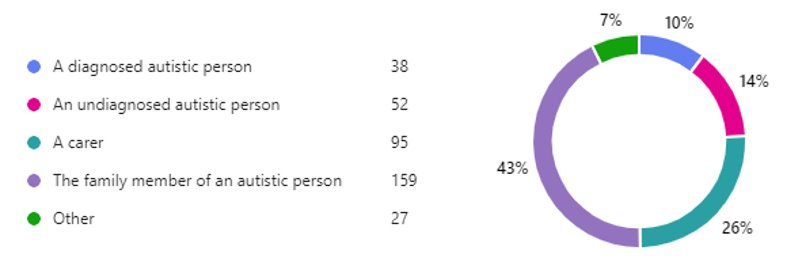 7%
10%
A diagnosed autistic person 38
14%
An undiagnosed autistic person 52
A carer 95
43%
The family member of an autistic person 159
Other 27
26%